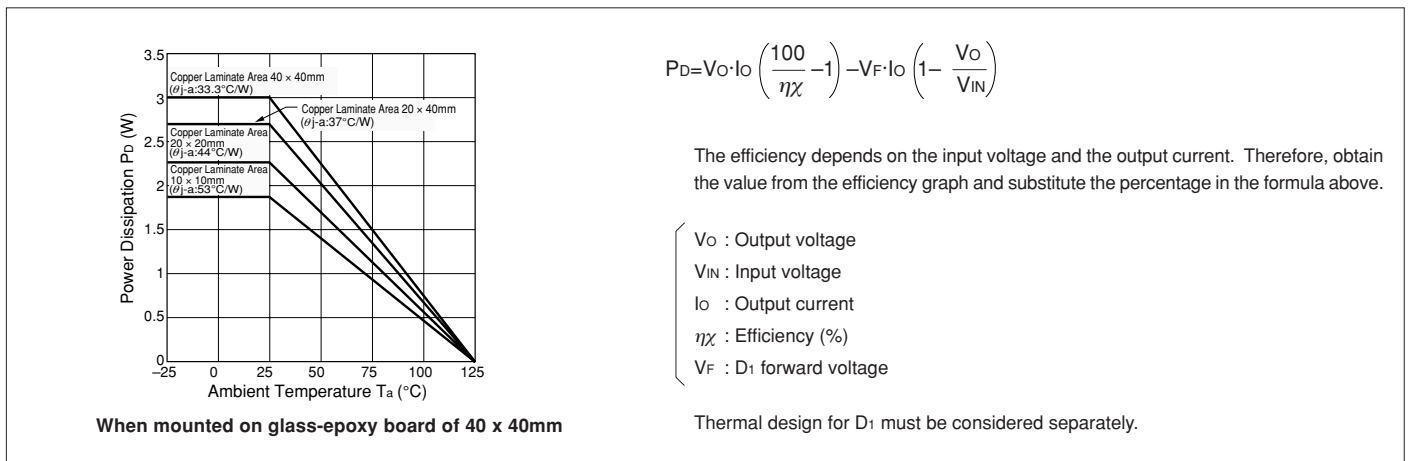 3.5
3
2.5
2
1.5
1
0.5
0
Power Dissipation PD (W)
Copper Laminate Area 40 × 40mm
(θj-a:33.3°C/W)
Copper Laminate Area 20 × 40mm
(θj-a:37°C/W)
Copper Laminate Area
20 × 20mm
(θj-a:44°C/W)
Copper Laminate Area
10 × 10mm
(θj-a:53°C/W)
–25 0 25 50 75 100 125
Ambient Temperature Ta (°C)
When mounted on glass-epoxy board of 40 x 40mm
PD=VO·IO (100/ηχ –1) –VF·IO (1– VO/VIN)
The efficiency depends on the input voltage and the output current. Therefore, obtain
the value from the efficiency graph and substitute the percentage in the formula above.
VO : Output voltage
VIN : Input voltage
IO : Output current
ηχ : Efficiency (%)
VF : D1 forward voltage
Thermal design for D1 must be considered separately.